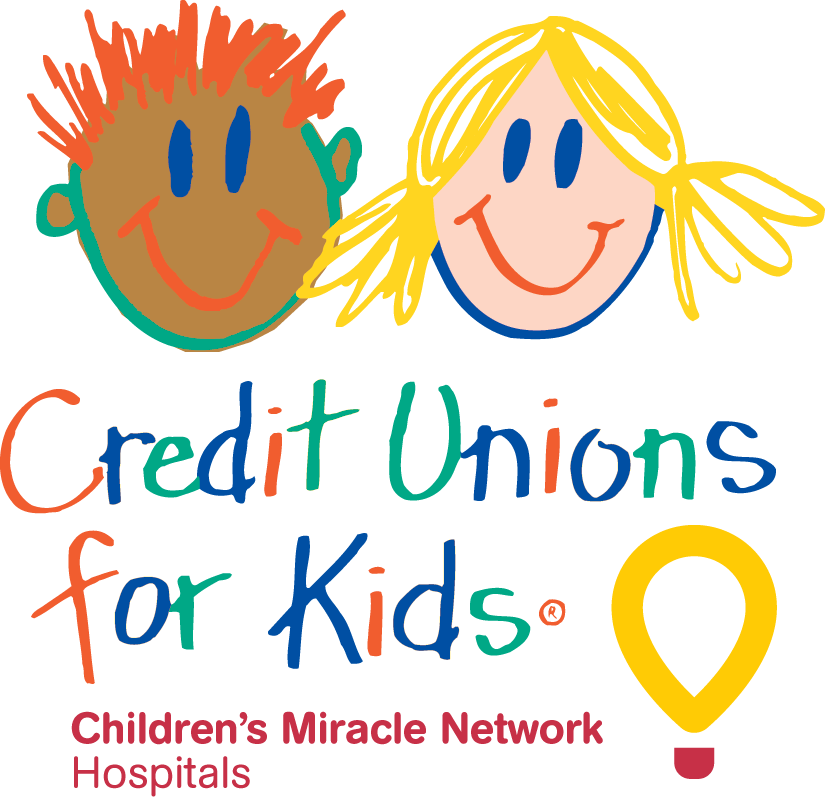 Credit Unions
for Kids®
Children's Miracle Network
Hospitals